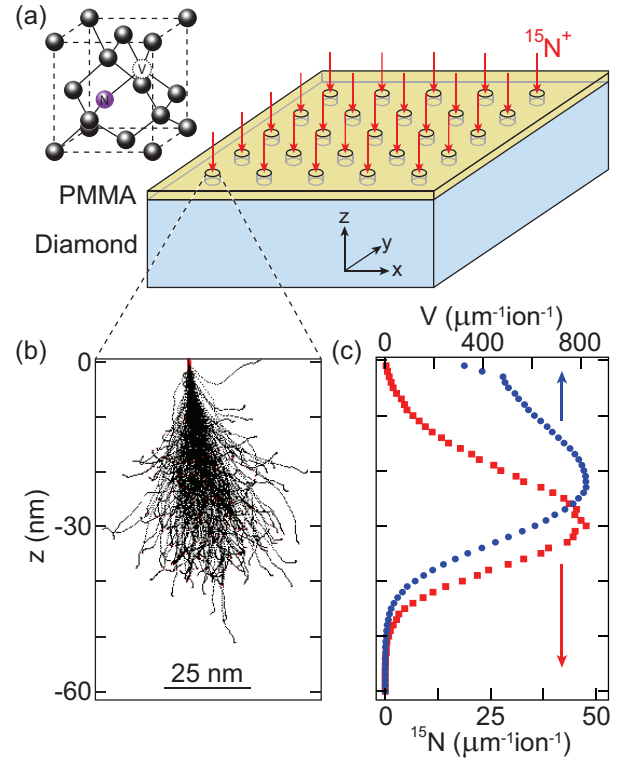 (a)
V
N
¹⁵N⁺
PMMA
Diamond
z
y
x
(b)
0
-30
-60
z (nm)
25 nm
(c)
V (μm⁻¹ion⁻¹)
0 400 800
0 25 50
¹⁵N (μm⁻¹ion⁻¹)